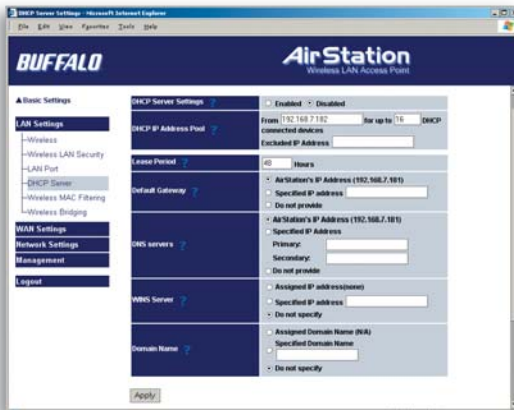 DHCP Server Settings - Microsoft Internet Explorer
File Edit View Favorites Tools Help
BUFFALO
AirStation
Wireless LAN Access Point
▲Basic Settings
LAN Settings
Wireless
Wireless LAN Security
LAN Port
DHCP Server
Wireless MAC Filtering
Wireless Bridging
WAN Settings
Network Settings
Management
Logout
DHCP Server Settings ?
Enabled Disabled
DHCP IP Address Pool ?
From 192.168.7.182 for up to 16 DHCP
connected devices
Excluded IP Address
Lease Period ?
48 Hours
Default Gateway ?
AirStation's IP Address (192.168.7.181)
Specified IP address
Do not provide
DNS servers ?
AirStation's IP Address (192.168.7.181)
Specified IP Address
Primary:
Secondary:
Do not provide
WINS Server ?
Assigned IP address(none)
Specified IP address
Do not specify
Domain Name ?
Assigned Domain Name (N/A)
Specified Domain Name
Do not specify
Apply